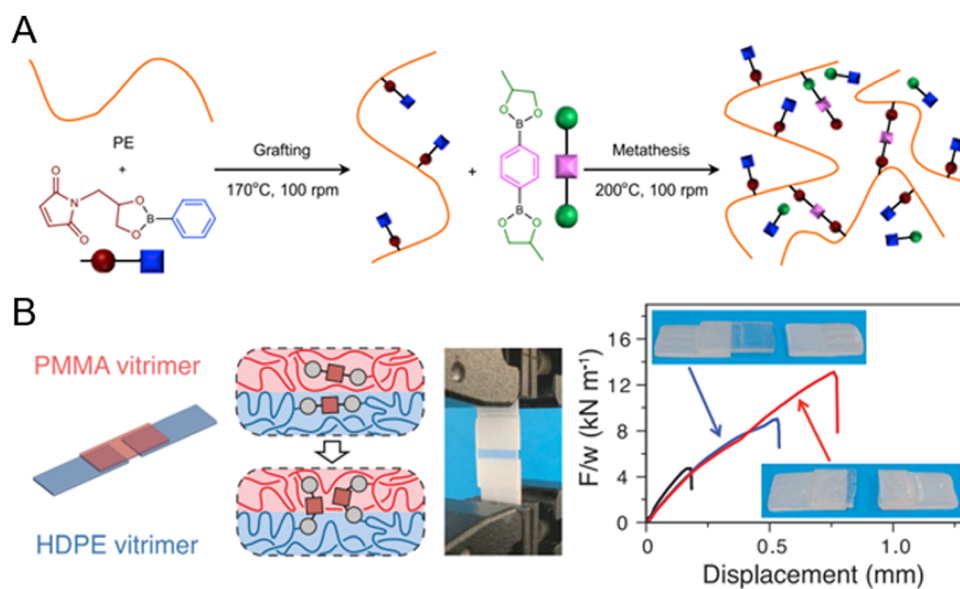 A
PE
+
N
O
O
O
O
B
Grafting
170°C, 100 rpm
+
O
O
B
B
O
O
Metathesis
200°C, 100 rpm
B
PMMA vitrimer
HDPE vitrimer
F/w (kN m⁻¹)
16
12
8
4
0
0
0.5
1.0
Displacement (mm)